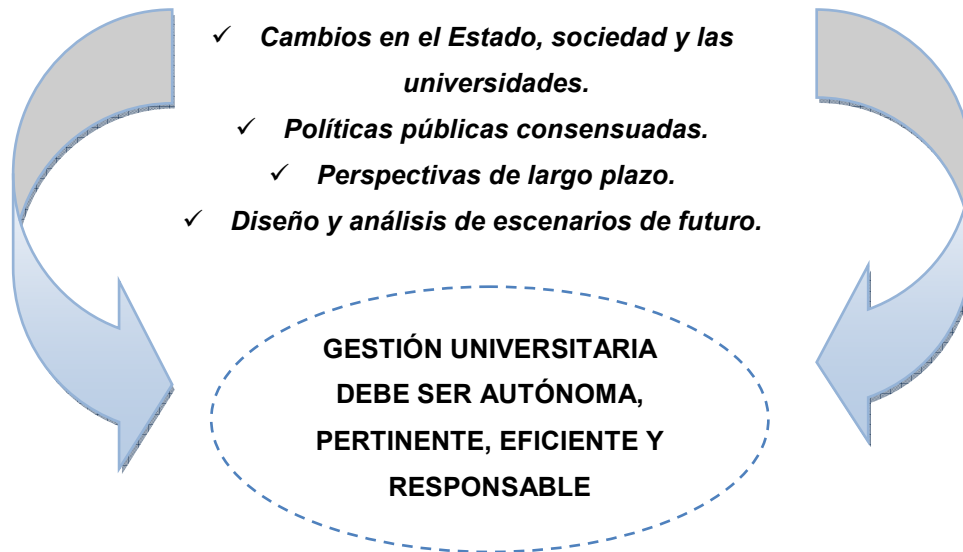 ✓ Cambios en el Estado, sociedad y las
universidades.
✓ Políticas públicas consensuadas.
✓ Perspectivas de largo plazo.
✓ Diseño y análisis de escenarios de futuro.
GESTIÓN UNIVERSITARIA
DEBE SER AUTÓNOMA,
PERTINENTE, EFICIENTE Y
RESPONSABLE